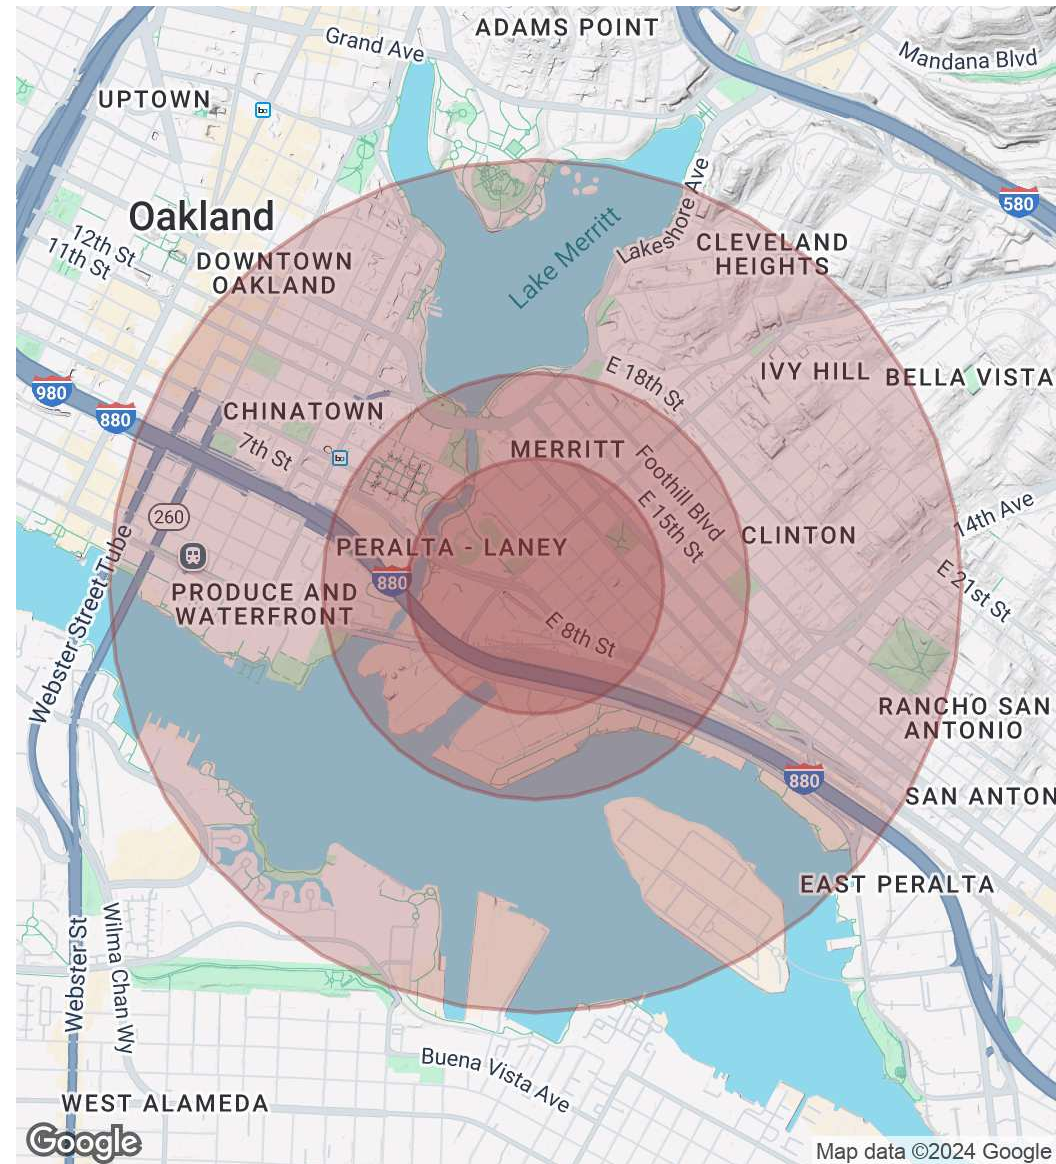 ADAMS POINT
Grand Ave
Mandana Blvd
UPTOWN
580
Oakland
12th St
11th St
DOWNTOWN
OAKLAND
Lake Merritt
Lakeshore Ave
CLEVELAND
HEIGHTS
980
880
E 18th St
IVY HILL
BELLA VISTA
CHINATOWN
7th St
MERRITT
Foothill Blvd
E 15th St
14th Ave
260
CLINTON
PERALTA - LANEY
880
E 21st St
PRODUCE AND
WATERFRONT
Webster Street Tube
E 8th St
RANCHO SAN
ANTONIO
880
SAN ANTON
EAST PERALTA
Webster St
Wilma Chan Wy
Buena Vista Ave
WEST ALAMEDA
Google
Map data ©2024 Google